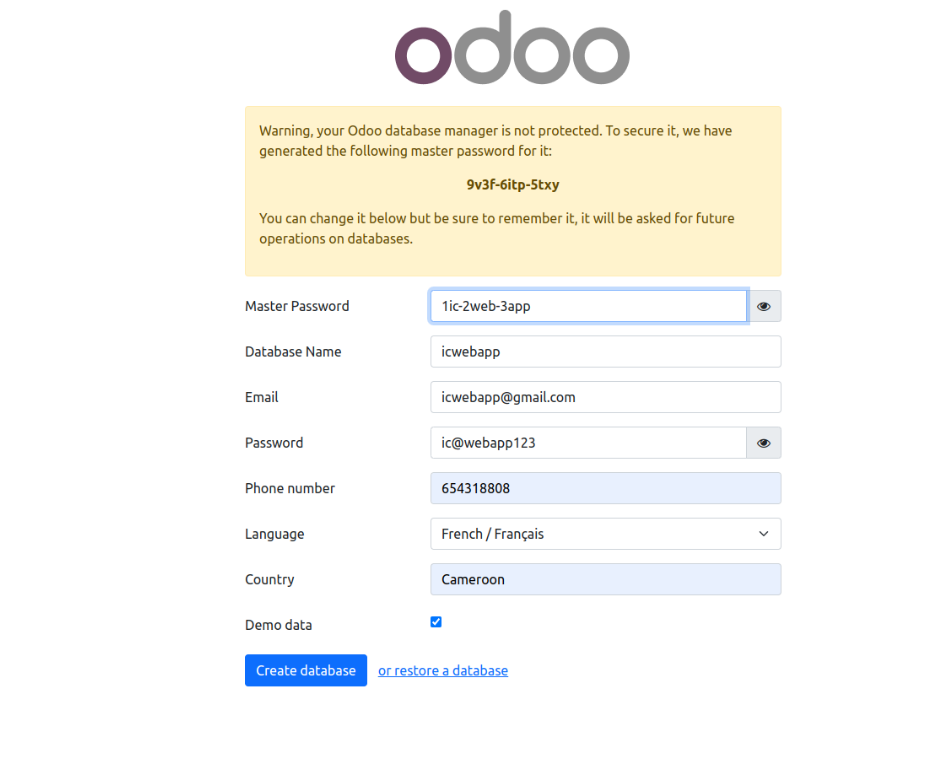 odoo
Warning, your Odoo database manager is not protected. To secure it, we have
generated the following master password for it:
9v3f-6itp-5txy
You can change it below but be sure to remember it, it will be asked for future
operations on databases.
Master Password 1ic-2web-3app
Database Name icwebapp
Email icwebapp@gmail.com
Password ic@webapp123
Phone number 654318808
Language French / Français
Country Cameroon
Demo data
Create database or restore a database